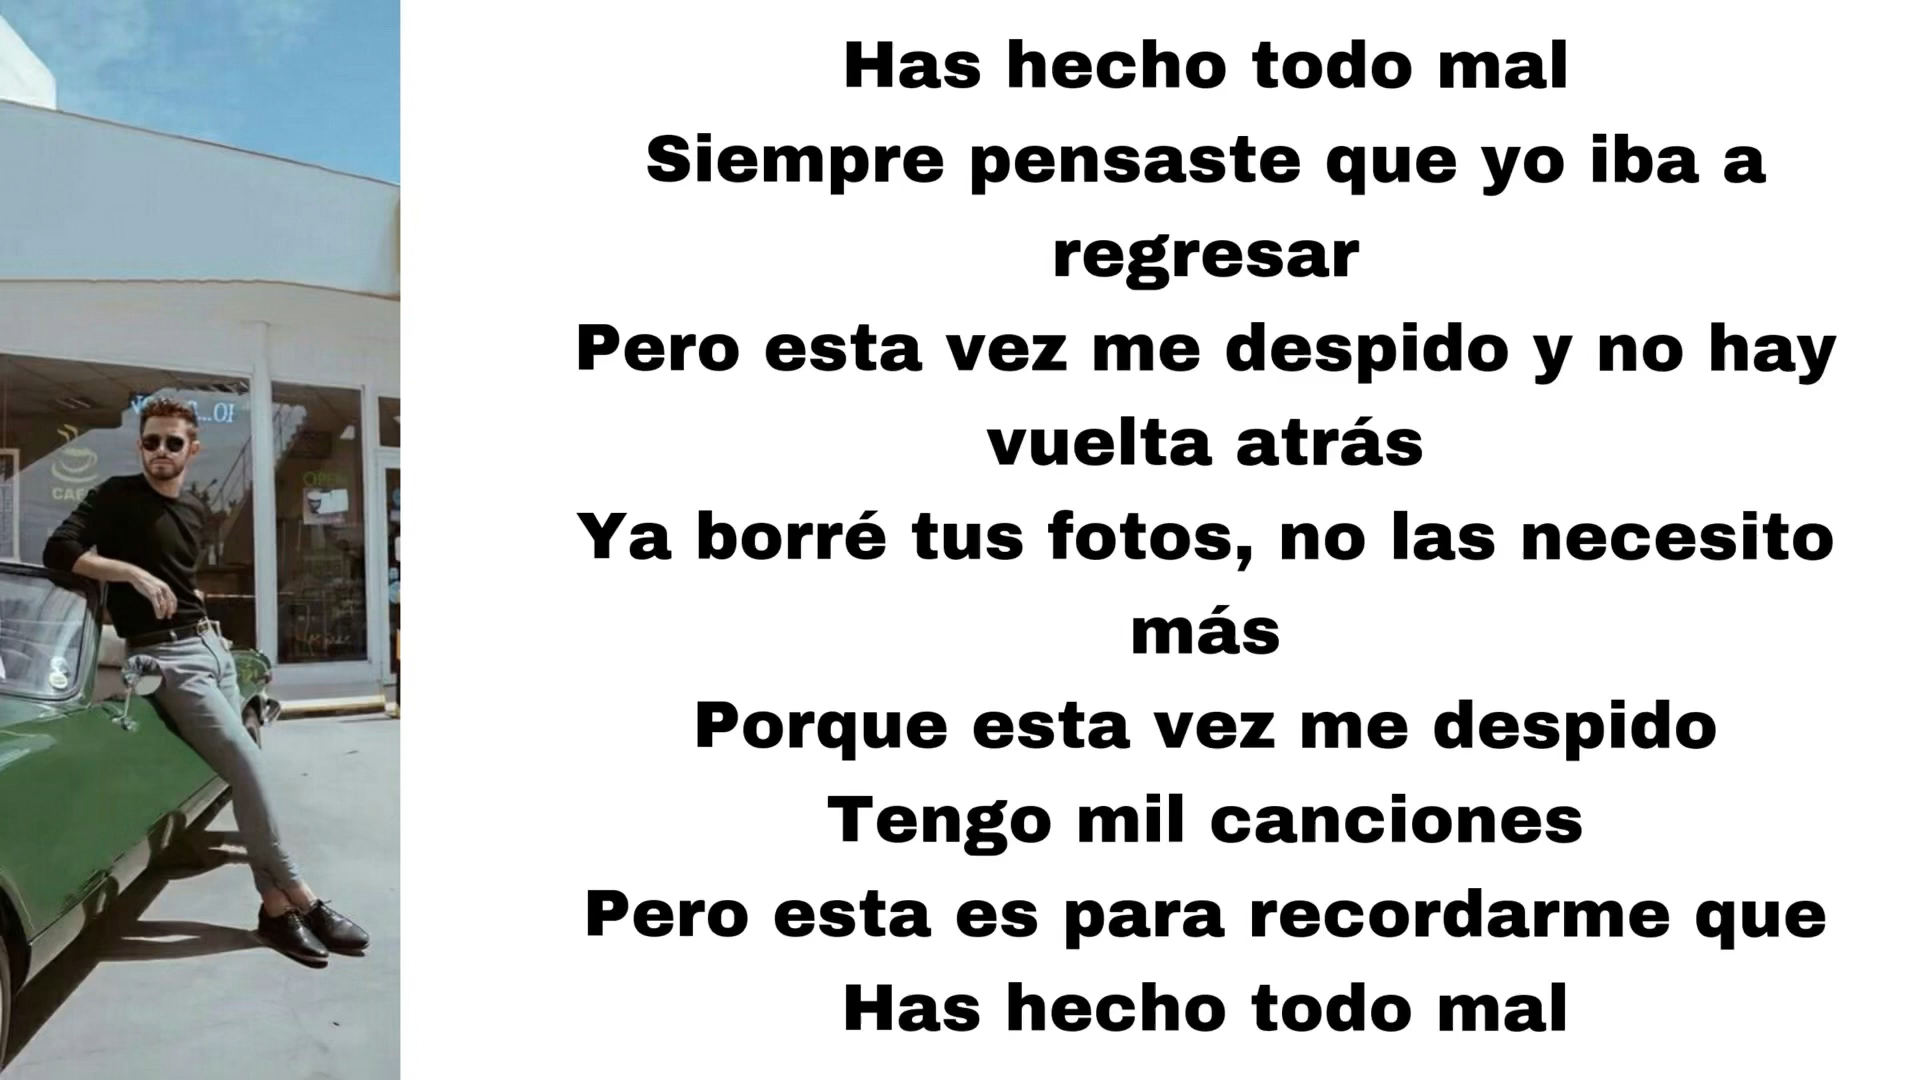 Has hecho todo mal
Siempre pensaste que yo iba a
regresar
Pero esta vez me despido y no hay
vuelta atrás
Ya borré tus fotos, no las necesito
más
Porque esta vez me despido
Tengo mil canciones
Pero esta es para recordarme que
Has hecho todo mal
OPEN